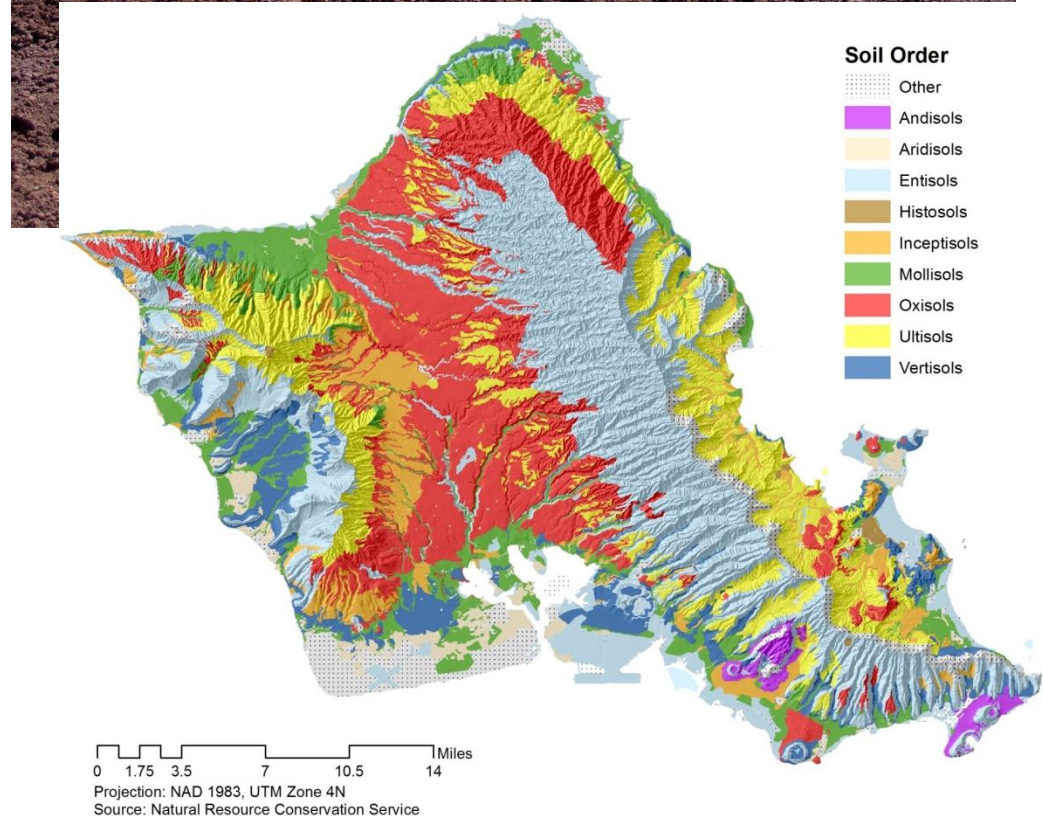 Soil Order
Other
Andisols
Aridisols
Entisols
Histosols
Inceptisols
Mollisols
Oxisols
Ultisols
Vertisols
Miles
0 1.75 3.5 7 10.5 14
Projection: NAD 1983, UTM Zone 4N
Source: Natural Resource Conservation Service